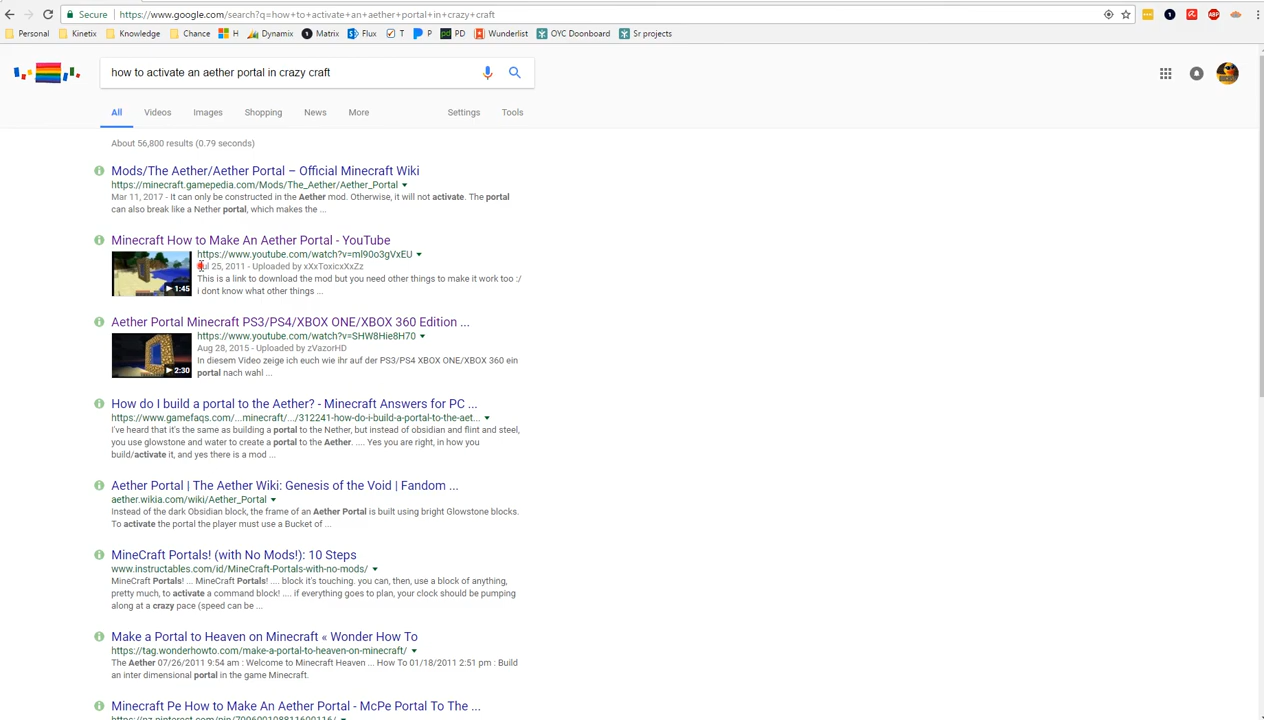 Secure https://www.google.com/search?q=how+to+activate+an+aether+portal+in+crazy+craft
Personal Kinetix Knowledge Chance H Dynamix Matrix Flux T P PD Wunderlist OYC Doonboard Sr projects
how to activate an aether portal in crazy craft
All Videos Images Shopping News More Settings Tools
About 56,800 results (0.79 seconds)
Mods/The Aether/Aether Portal – Official Minecraft Wiki
https://minecraft.gamepedia.com/Mods/The_Aether/Aether_Portal
Mar 11, 2017 - It can only be constructed in the Aether mod. Otherwise, it will not activate. The portal
can also break like a Nether portal, which makes the ...
Minecraft How to Make An Aether Portal - YouTube
https://www.youtube.com/watch?v=ml90o3gVxEU
Jul 25, 2011 - Uploaded by xXxToxicxXxZz
This is a link to download the mod but you need other things to make it work too :/
i dont know what other things ...
1:45
Aether Portal Minecraft PS3/PS4/XBOX ONE/XBOX 360 Edition ...
https://www.youtube.com/watch?v=SHW8Hie8H70
Aug 28, 2015 - Uploaded by zVazorHD
In diesem Video zeige ich euch wie ihr auf der PS3/PS4 XBOX ONE/XBOX 360 ein
portal nach wahl ...
2:30
How do I build a portal to the Aether? - Minecraft Answers for PC ...
https://www.gamefaqs.com/...minecraft/.../312241-how-do-i-build-a-portal-to-the-aet...
I've heard that it's the same as building a portal to the Nether, but instead of obsidian and flint and steel,
you use glowstone and water to create a portal to the Aether. .... Yes you are right, in how you
build/activate it, and yes there is a mod ...
Aether Portal | The Aether Wiki: Genesis of the Void | Fandom ...
aether.wikia.com/wiki/Aether_Portal
Instead of the dark Obsidian block, the frame of an Aether Portal is built using bright Glowstone blocks.
To activate the portal the player must use a Bucket of ...
MineCraft Portals! (with No Mods!): 10 Steps
www.instructables.com/id/MineCraft-Portals-with-no-mods/
MineCraft Portals! ... MineCraft Portals! .... block it's touching. you can, then, use a block of anything,
pretty much, to activate a command block! .... if everything goes to plan, your clock should be pumping
along at a crazy pace (speed can be ...
Make a Portal to Heaven on Minecraft « Wonder How To
https://tag.wonderhowto.com/make-a-portal-to-heaven-on-minecraft/
The Aether 07/26/2011 9:54 am : Welcome to Minecraft Heaven ... How To 01/18/2011 2:51 pm : Build
an inter dimensional portal in the game Minecraft.
Minecraft Pe How to Make An Aether Portal - McPe Portal To The ...